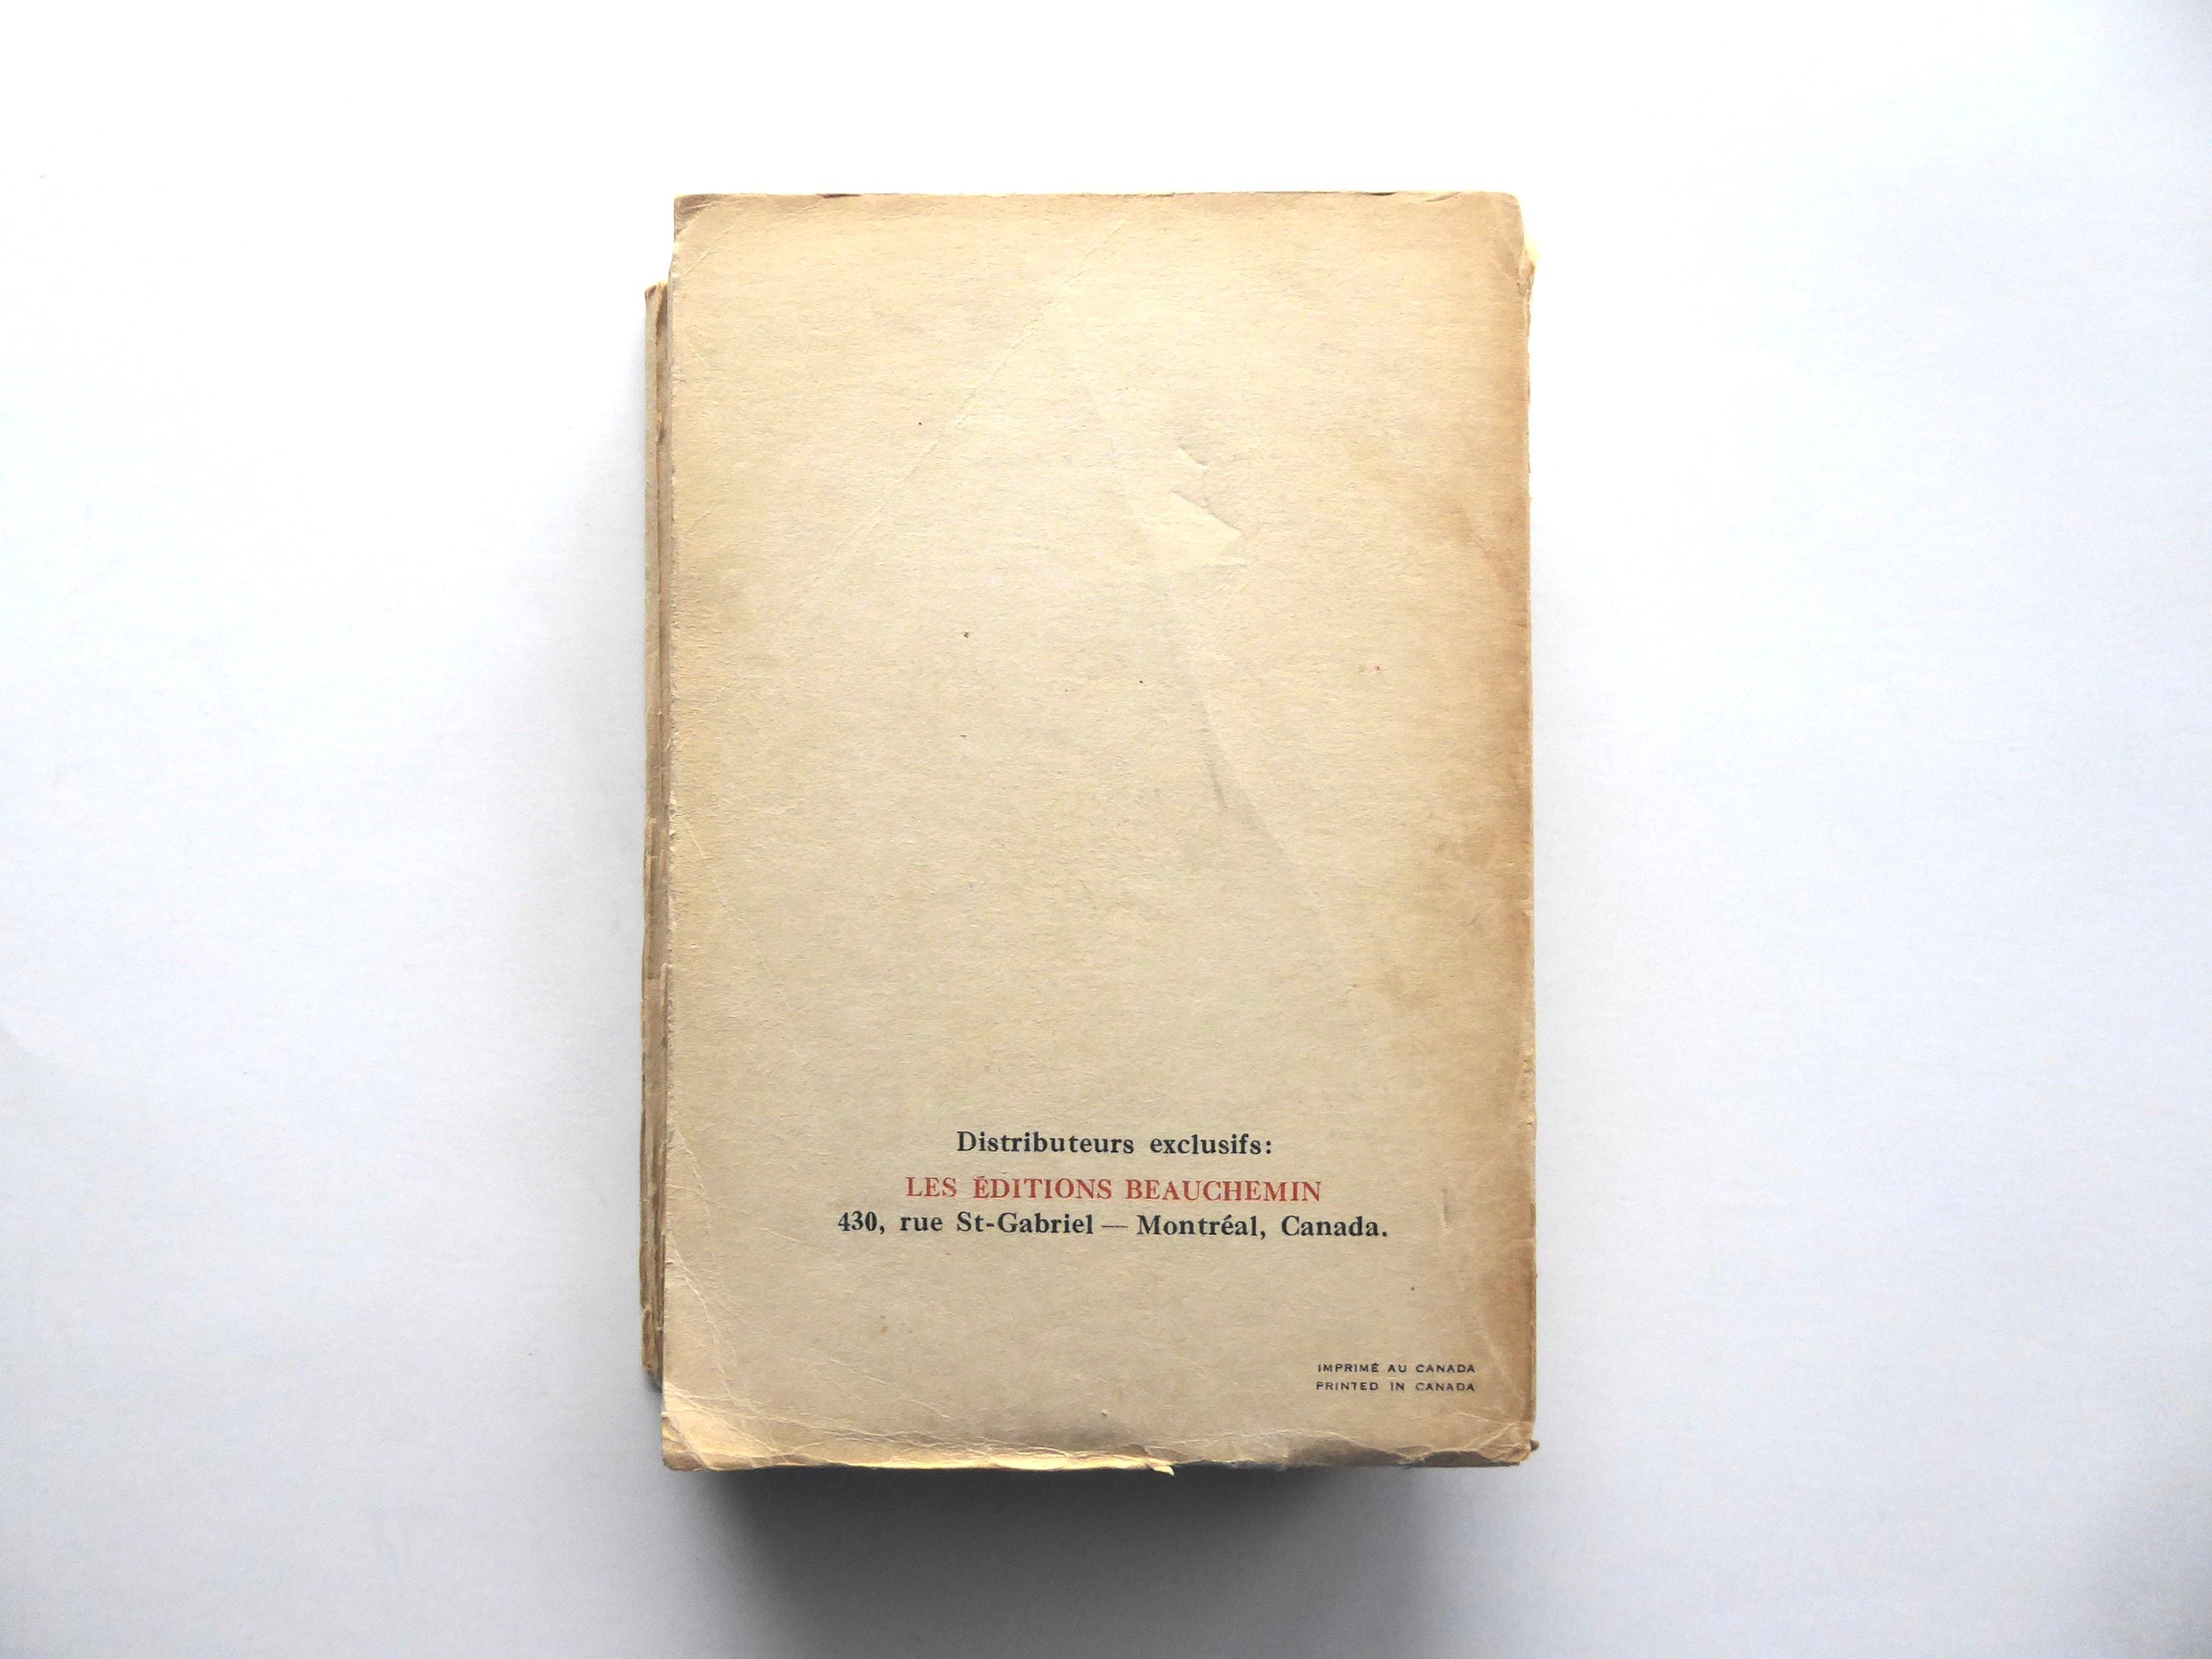 Distributeurs exclusifs:
LES ÉDITIONS BEAUCHEMIN
430, rue St-Gabriel — Montréal, Canada.
IMPRIMÉ AU CANADA
PRINTED IN CANADA